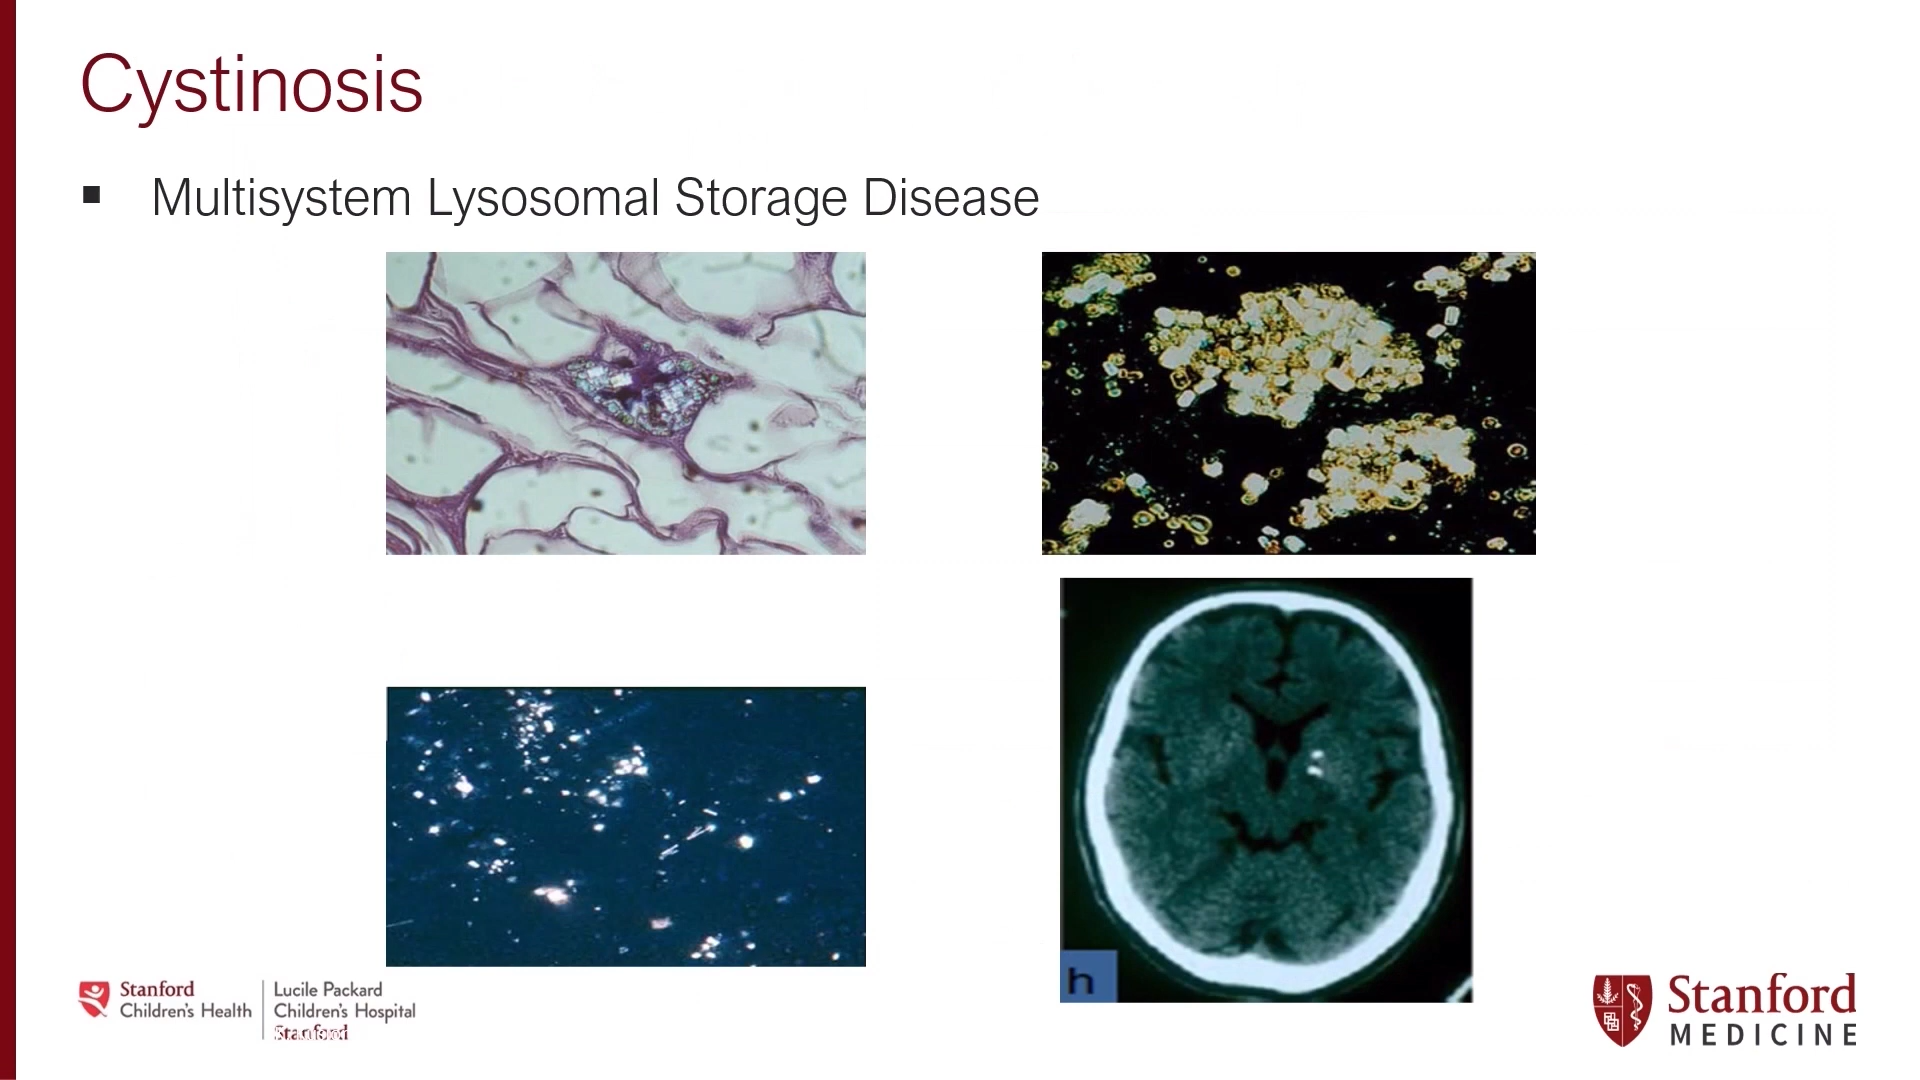 Cystinosis
▪ Multisystem Lysosomal Storage Disease
h
Stanford
Children's Health
Lucile Packard
Children's Hospital
Stanford
Stanford
MEDICINE